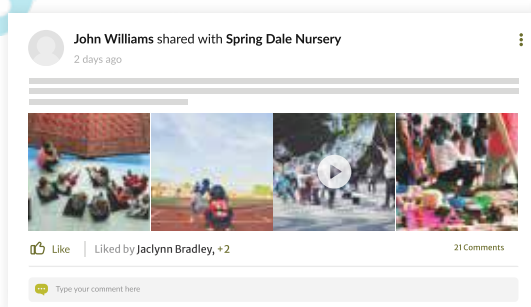 John Williams shared with Spring Dale Nursery
2 days ago
Like Liked by Jaclynn Bradley, +2 21 Comments
Type your comment here